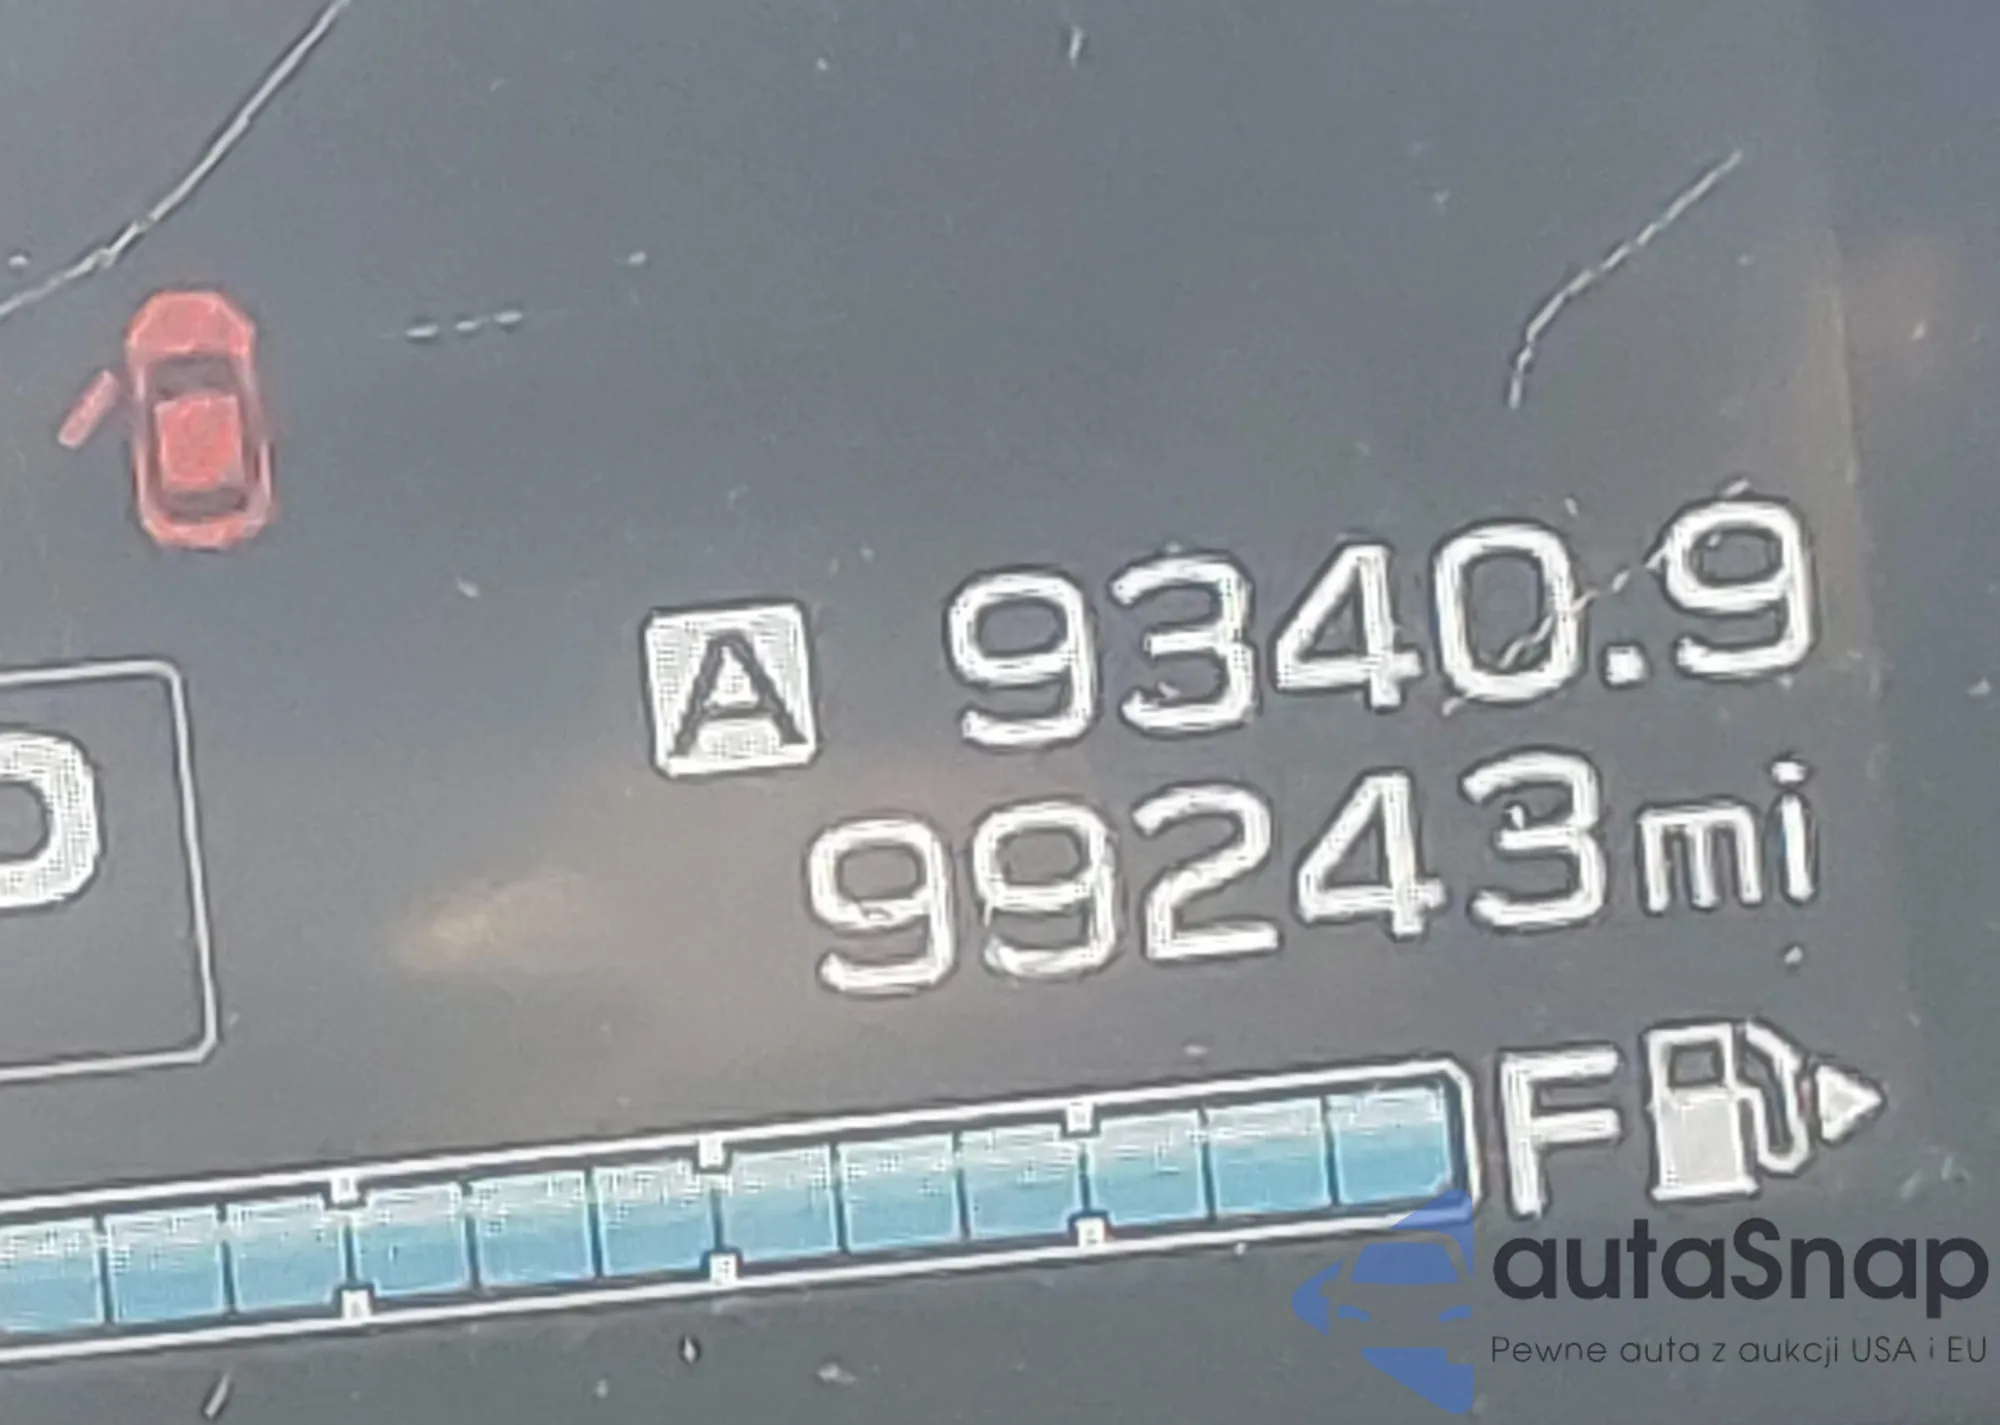 A 9340.9
99243mi
F
autaSnap
Pewne auta z aukcji USA i EU